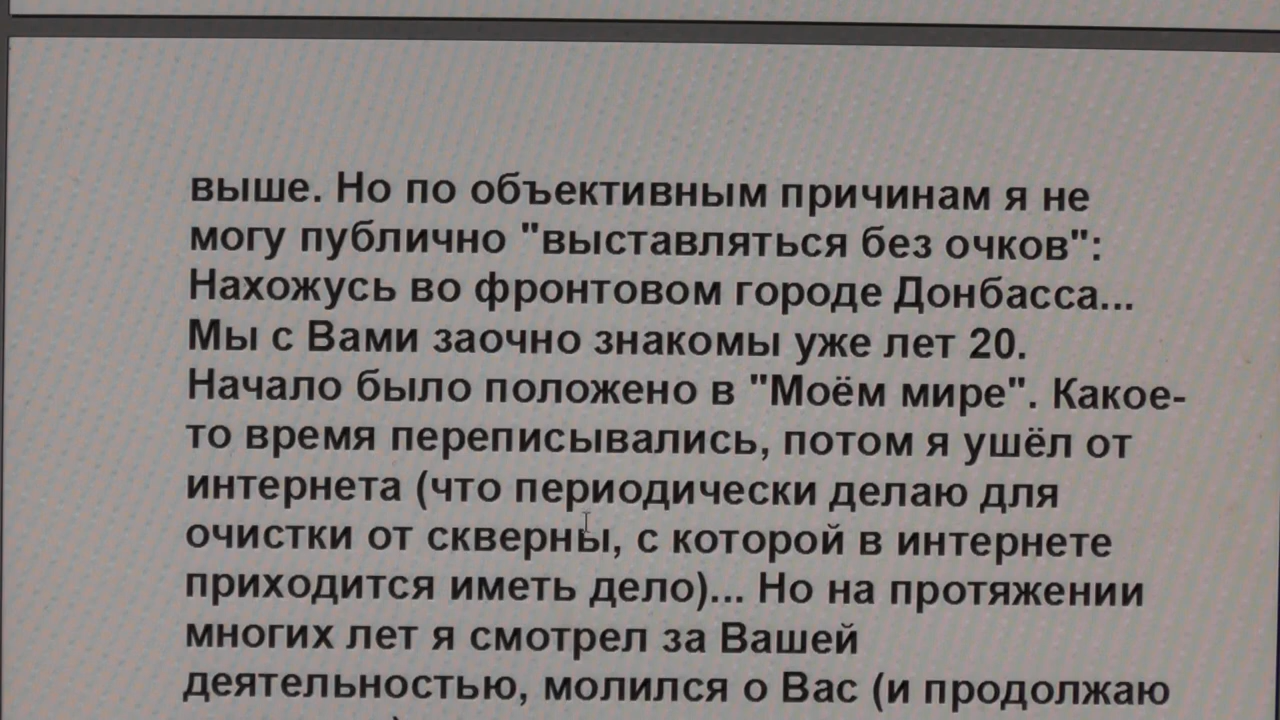 выше. Но по объективным причинам я не
могу публично "выставляться без очков":
Нахожусь во фронтовом городе Донбасса...
Мы с Вами заочно знакомы уже лет 20.
Начало было положено в "Моём мире". Какое-
то время переписывались, потом я ушёл от
интернета (что периодически делаю для
очистки от скверны, с которой в интернете
приходится иметь дело)... Но на протяжении
многих лет я смотрел за Вашей
деятельностью, молился о Вас (и продолжаю